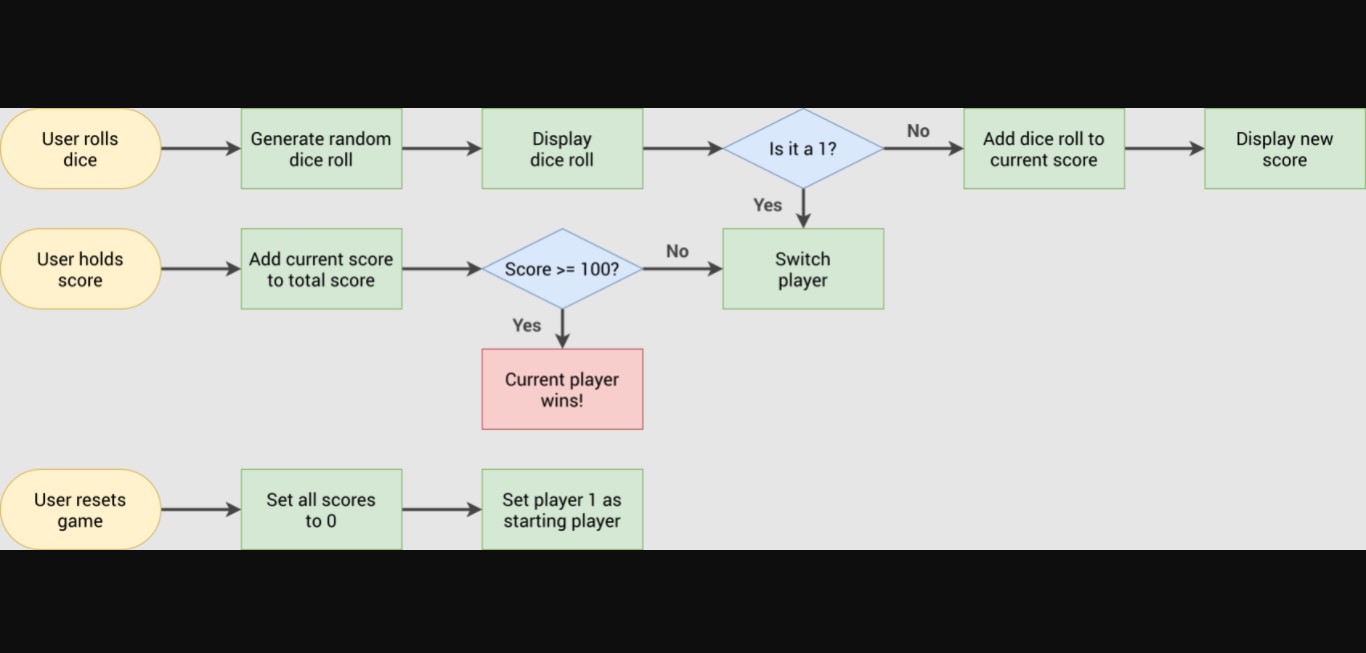 User rolls
dice
Generate random
dice roll
Display
dice roll
Is it a 1?
No
Add dice roll to
current score
Display new
score
Yes
User holds
score
Add current score
to total score
Score >= 100?
No
Switch
player
Yes
Current player
wins!
User resets
game
Set all scores
to 0
Set player 1 as
starting player